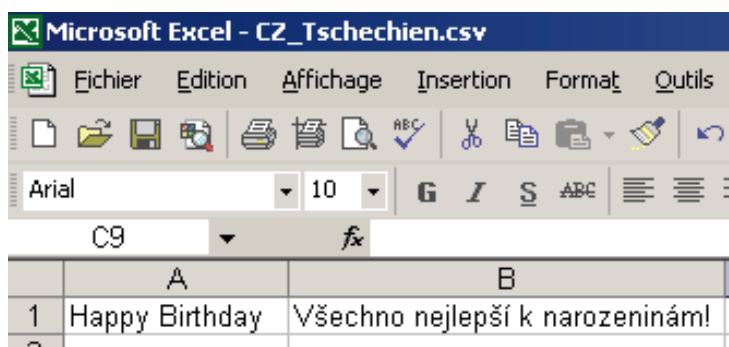 Microsoft Excel - CZ_Tschechien.csv
Fichier Edition Affichage Insertion Format Outils
ABC
Arial 10 G I S ABC
C9 fx
A B
1 Happy Birthday Všechno nejlepší k narozeninám!